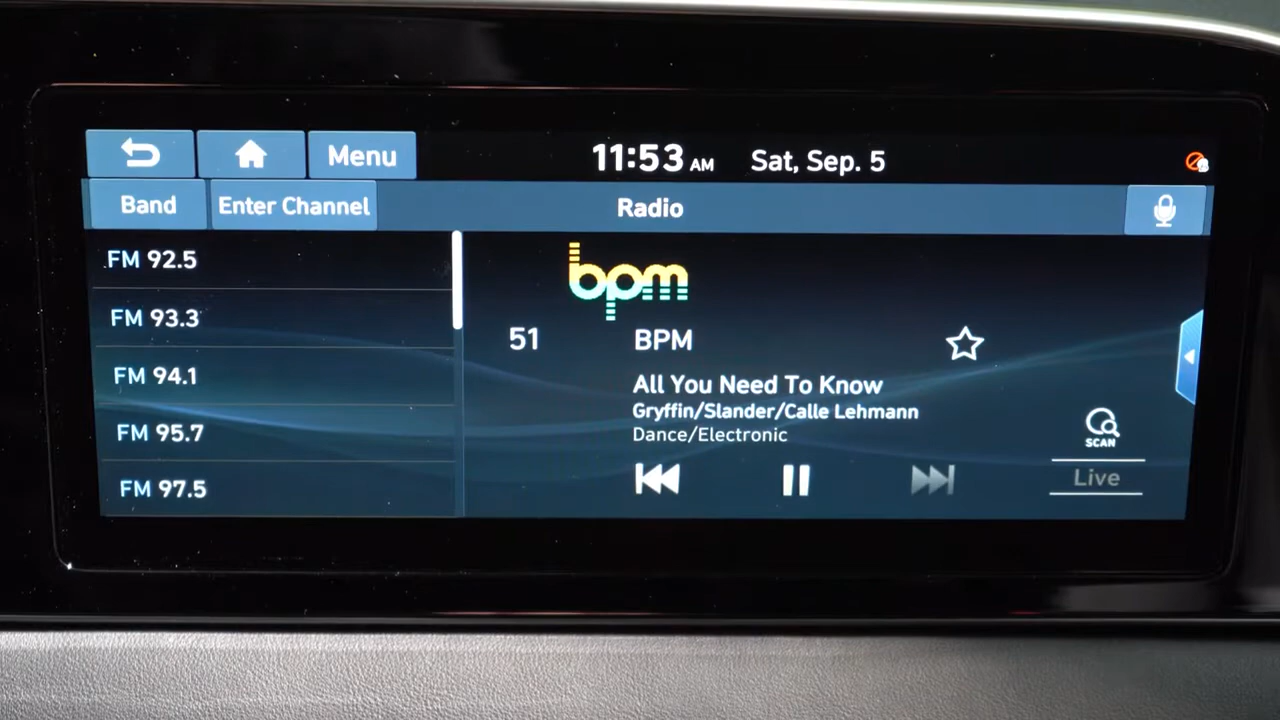 Menu
11:53 AM
Sat, Sep. 5
Band
Enter Channel
Radio
FM 92.5
FM 93.3
FM 94.1
FM 95.7
FM 97.5
bpm
51
BPM
All You Need To Know
Gryffin/Slander/Calle Lehmann
Dance/Electronic
SCAN
Live